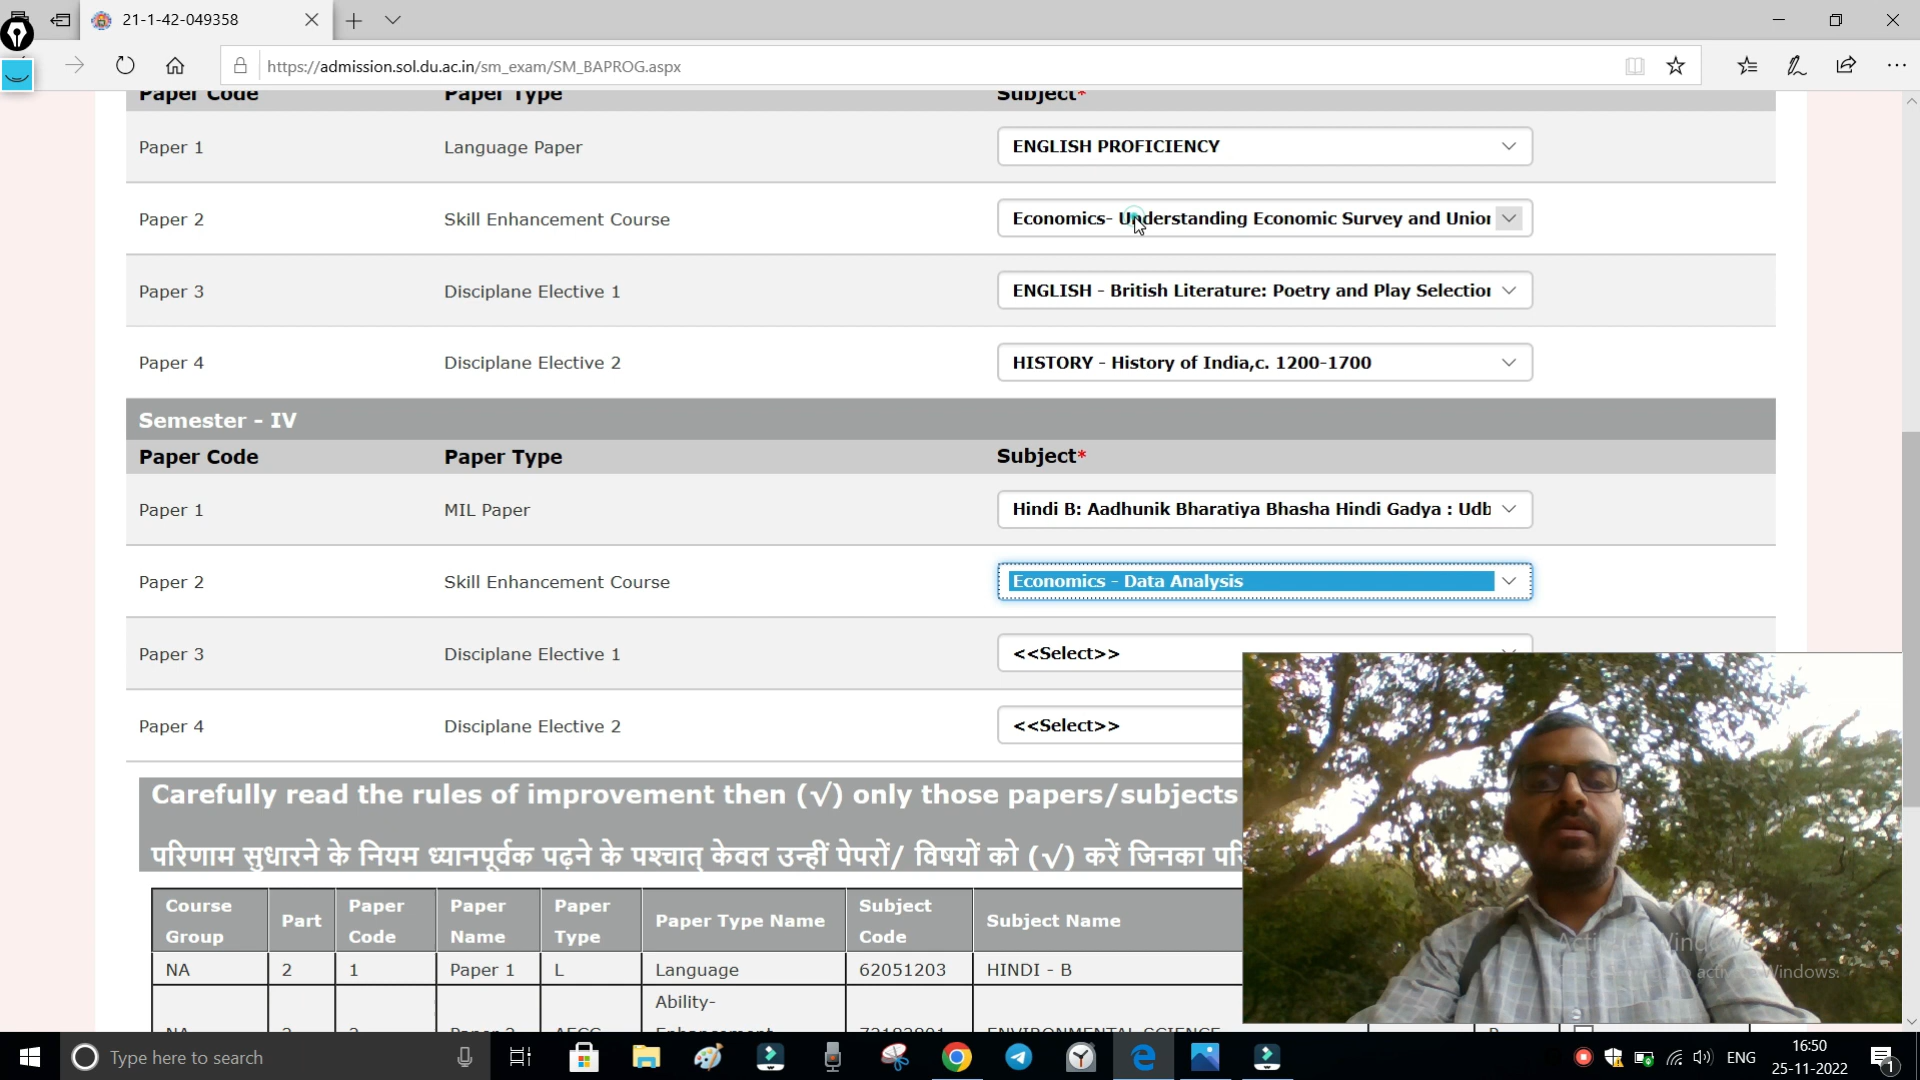 21-1-42-049358
https://admission.sol.du.ac.in/sm_exam/SM_BAPROG.aspx
Paper Code Paper Type Subject*
Paper 1 Language Paper ENGLISH PROFICIENCY
Paper 2 Skill Enhancement Course Economics- Understanding Economic Survey and Union
Paper 3 Disciplane Elective 1 ENGLISH - British Literature: Poetry and Play Selection
Paper 4 Disciplane Elective 2 HISTORY - History of India,c. 1200-1700
Semester - IV
Paper Code Paper Type Subject*
Paper 1 MIL Paper Hindi B: Aadhunik Bharatiya Bhasha Hindi Gadya : Udb
Paper 2 Skill Enhancement Course Economics - Data Analysis
Paper 3 Disciplane Elective 1 <<Select>>
Paper 4 Disciplane Elective 2 <<Select>>
Carefully read the rules of improvement then (√) only those papers/subjects
परिणाम सुधारने के नियम ध्यानपूर्वक पढ़ने के पश्चात् केवल उन्हीं पेपरों/ विषयों को (√) करें जिनका
Course Group Part Paper Code Paper Name Paper Type Paper Type Name Subject Code Subject Name
NA 2 1 Paper 1 L Language 62051203 HINDI - B
Ability-
Type here to search
ENG
16:50
25-11-2022
1